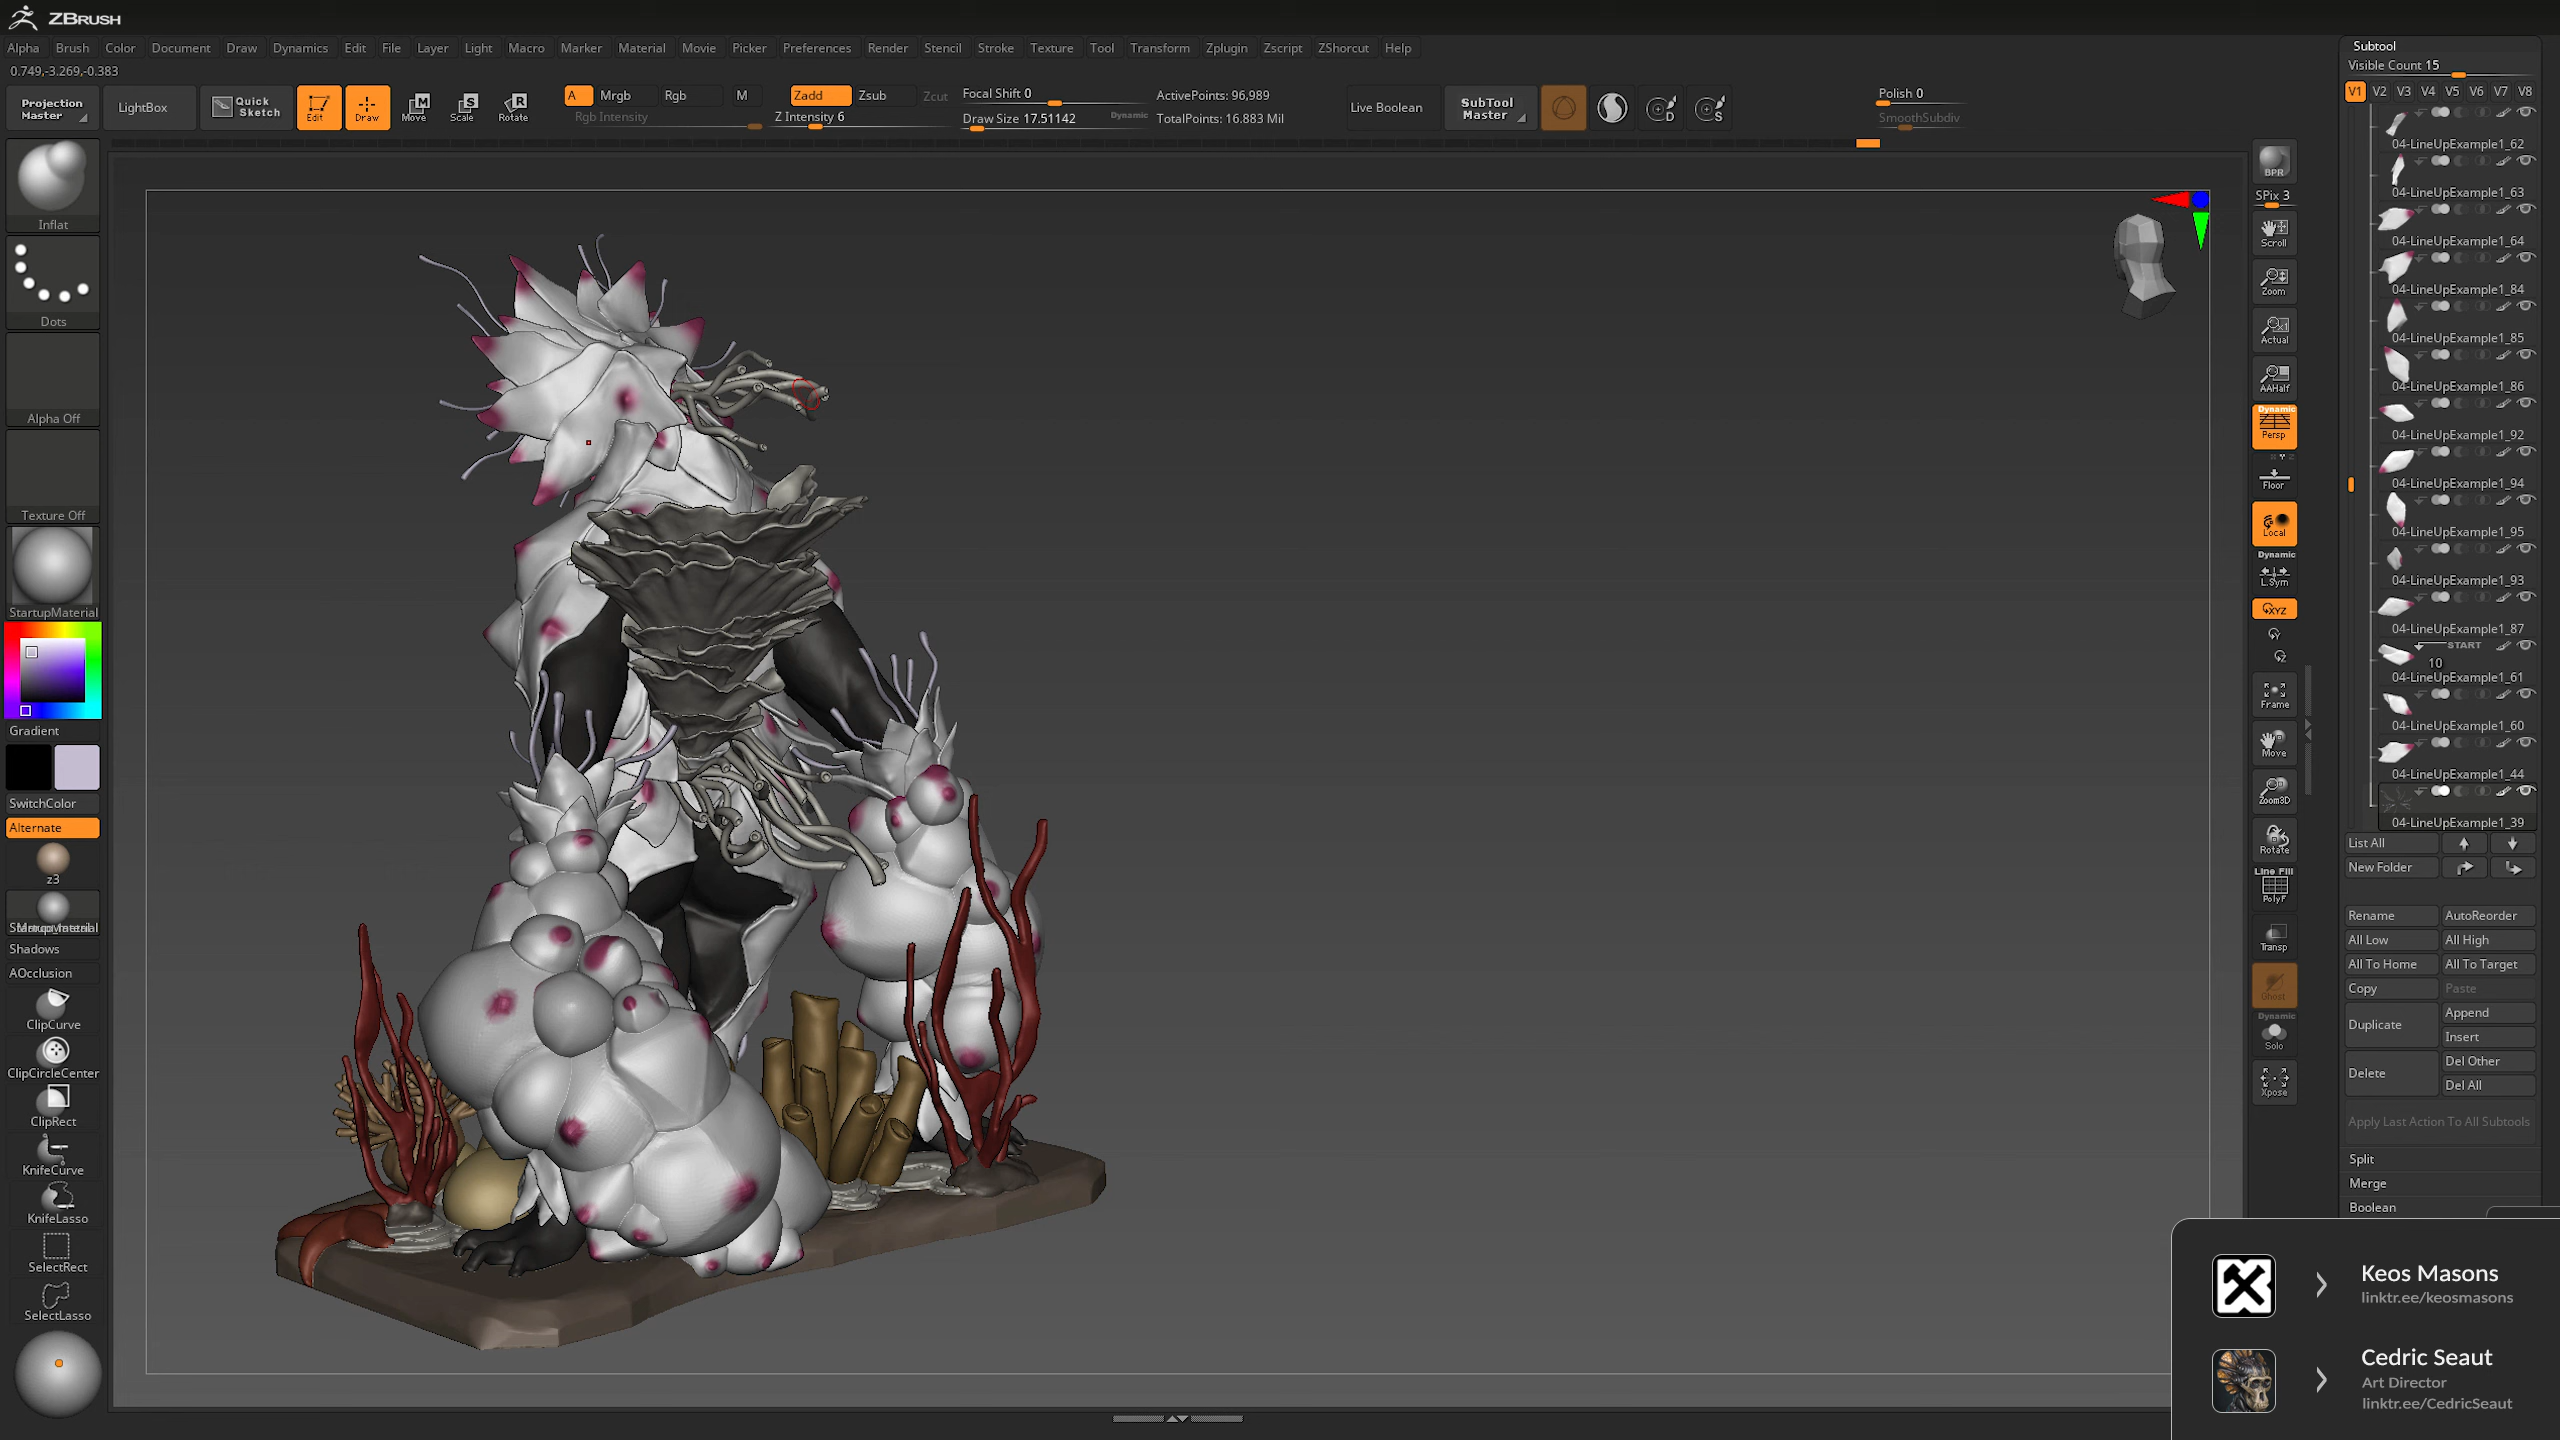 ZBRUSH
Alpha Brush Color Document Draw Dynamics Edit File Layer Light Macro Marker Material Movie Picker Preferences Render Stencil Stroke Texture Tool Transform Zplugin Zscript ZShorcut Help
0.749,-3.269,-0.383
Projection Master
LightBox
Quick Sketch
Edit
Draw
Move
Scale
Rotate
A Mrgb Rgb M
Rgb Intensity
Zadd Zsub Zcut
Z Intensity 6
Focal Shift 0
Draw Size 17.51142
Dynamic
ActivePoints: 96,989
TotalPoints: 16.883 Mil
Live Boolean
SubTool Master
Polish 0
SmoothSubdiv
Inflat
Dots
Alpha Off
Texture Off
StartupMaterial
Gradient
SwitchColor
Alternate
z3
Shadows
AOcclusion
ClipCurve
ClipCircleCenter
ClipRect
KnifeCurve
KnifeLasso
SelectRect
SelectLasso
BPR
SPix 3
Scroll
Zoom
Actual
AAHalf
Dynamic
Persp
Floor
Local
Dynamic
L.Sym
XYZ
Frame
Move
Zoom3D
Rotate
Line Fill
PolyF
Transp
Ghost
Dynamic
Solo
Xpose
Subtool
Visible Count 15
V1 V2 V3 V4 V5 V6 V7 V8
04-LineUpExample1_62
04-LineUpExample1_63
04-LineUpExample1_64
04-LineUpExample1_84
04-LineUpExample1_85
04-LineUpExample1_86
04-LineUpExample1_92
04-LineUpExample1_94
04-LineUpExample1_95
04-LineUpExample1_93
04-LineUpExample1_87
START
10
04-LineUpExample1_61
04-LineUpExample1_60
04-LineUpExample1_44
04-LineUpExample1_39
List All
New Folder
Rename AutoReorder
All Low All High
All To Home All To Target
Copy Paste
Duplicate Append
Insert
Delete Del Other
Del All
Apply Last Action To All Subtools
Split
Merge
Boolean
Keos Masons
linktr.ee/keosmasons
Cedric Seaut
Art Director
linktr.ee/CedricSeaut